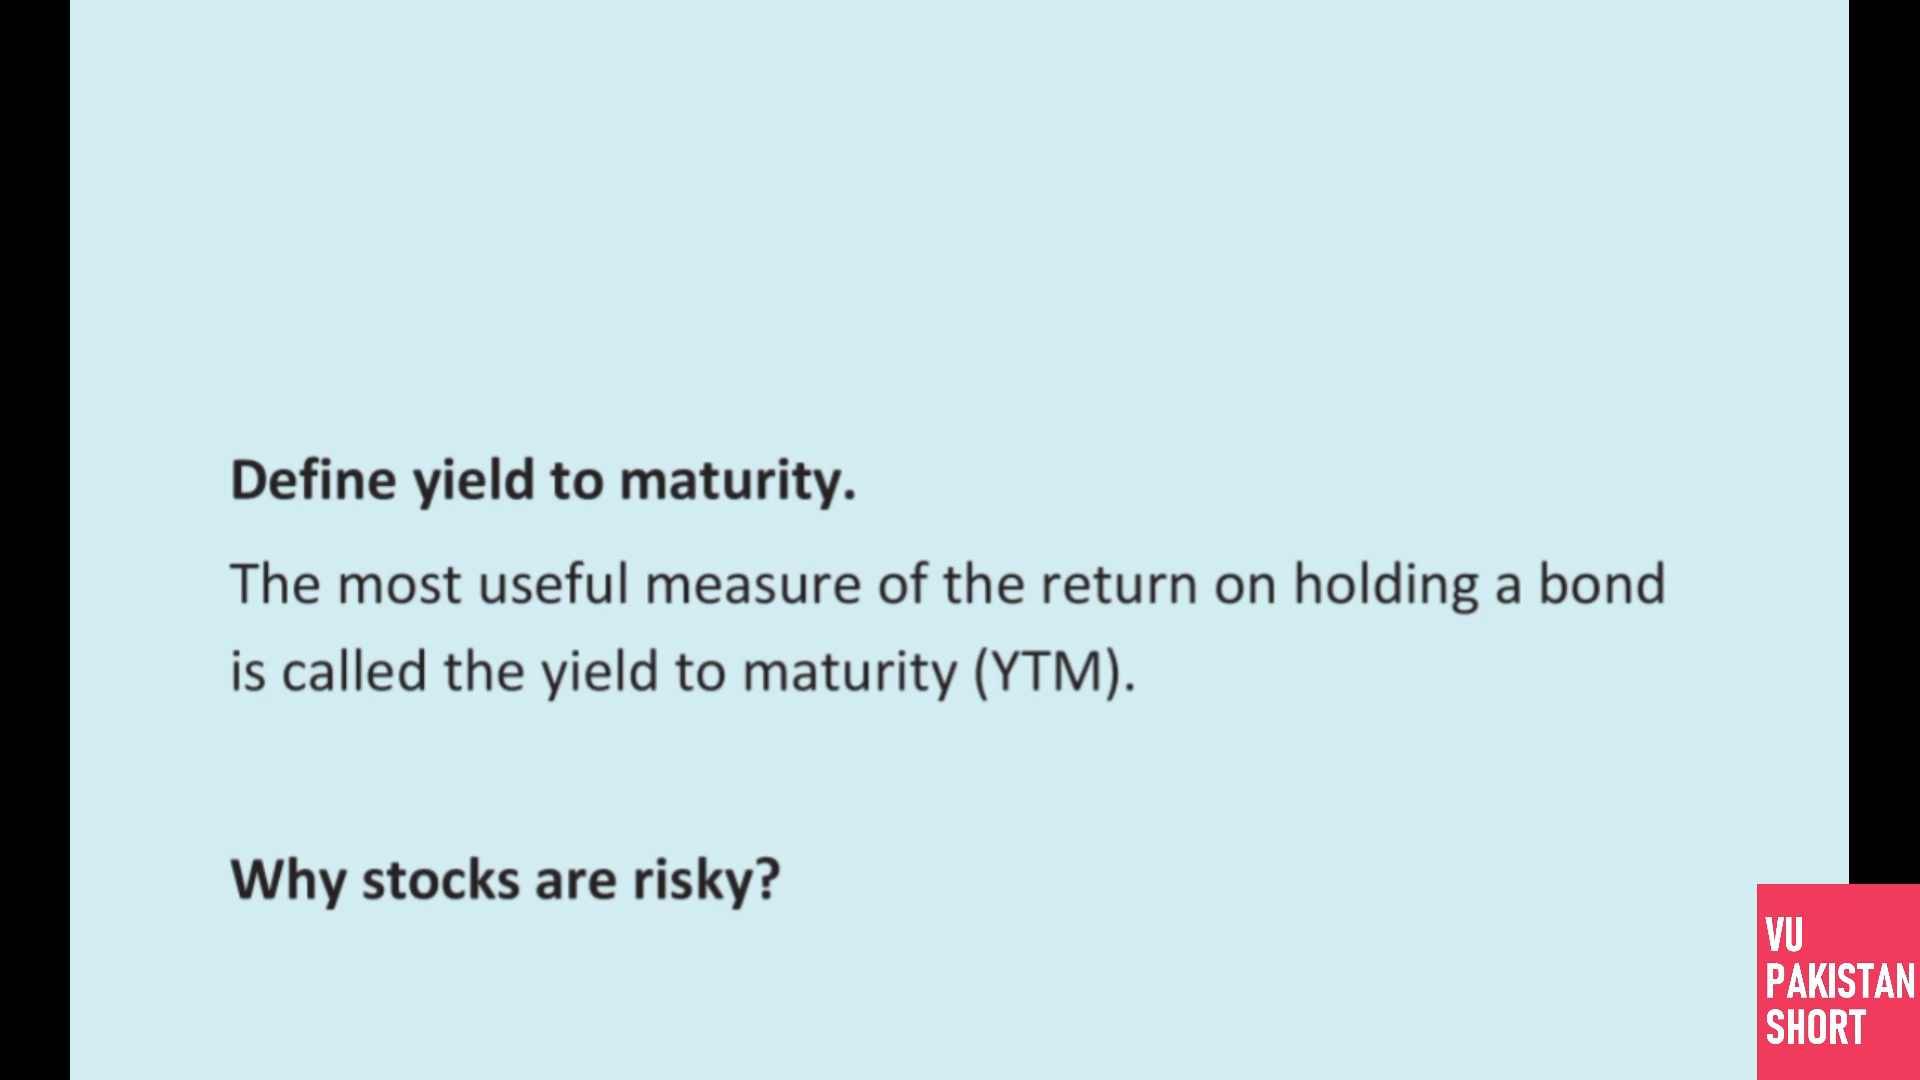 Define yield to maturity.
The most useful measure of the return on holding a bond
is called the yield to maturity (YTM).
Why stocks are risky?
VU
PAKISTAN
SHORT